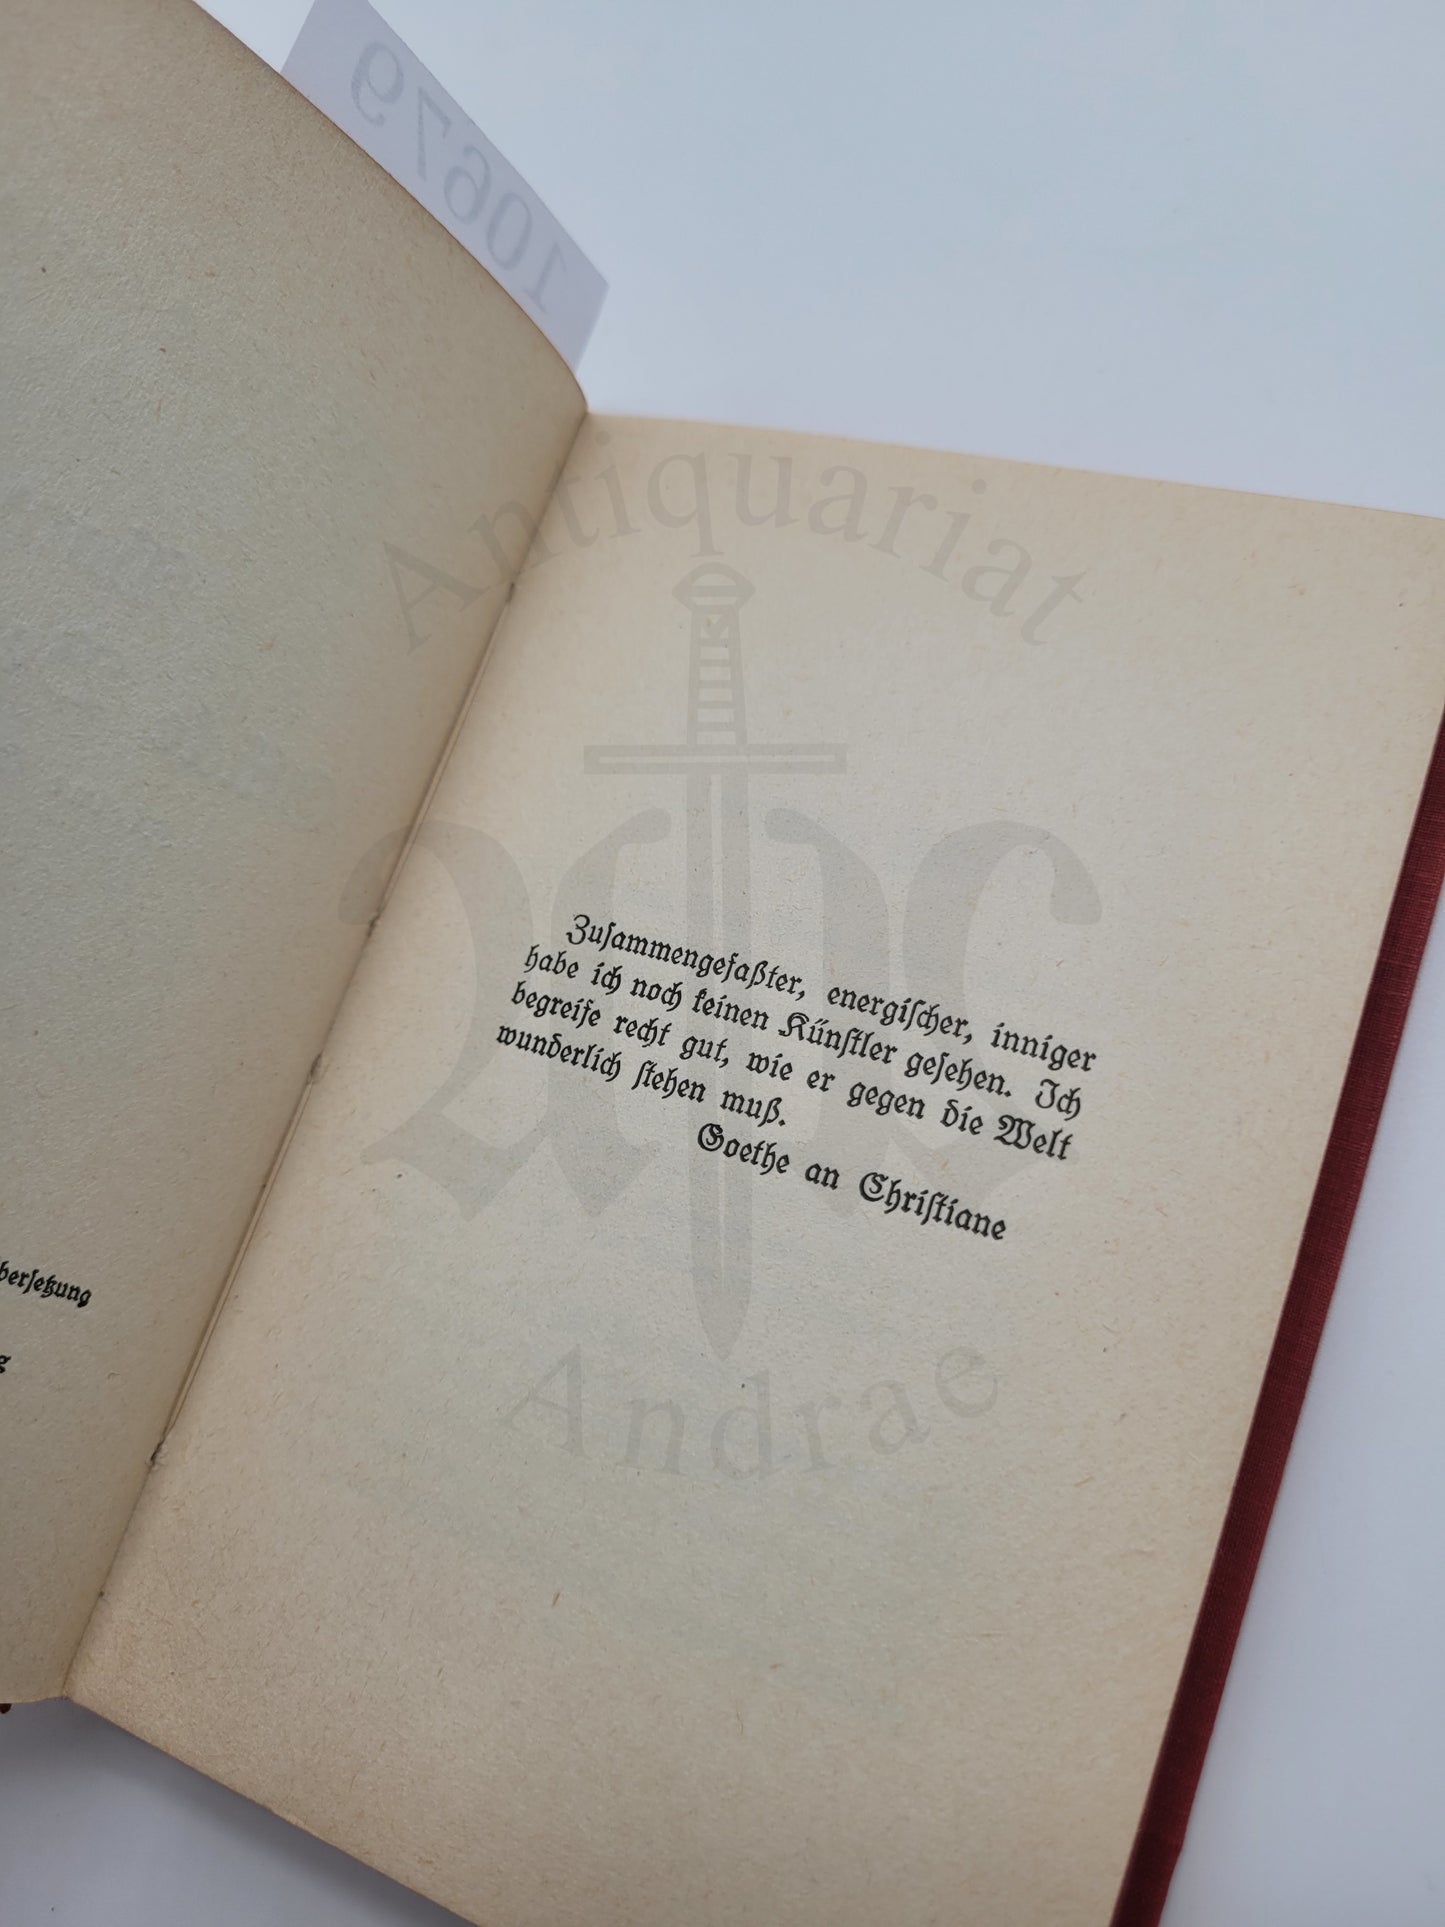 10679
Antiquariat
Zusammengefaßter, energischer, inniger
habe ich noch keinen Künstler gesehen. Ich
begreife recht gut, wie er gegen die Welt
wunderlich stehen muß.
Goethe an Christiane
Andrae